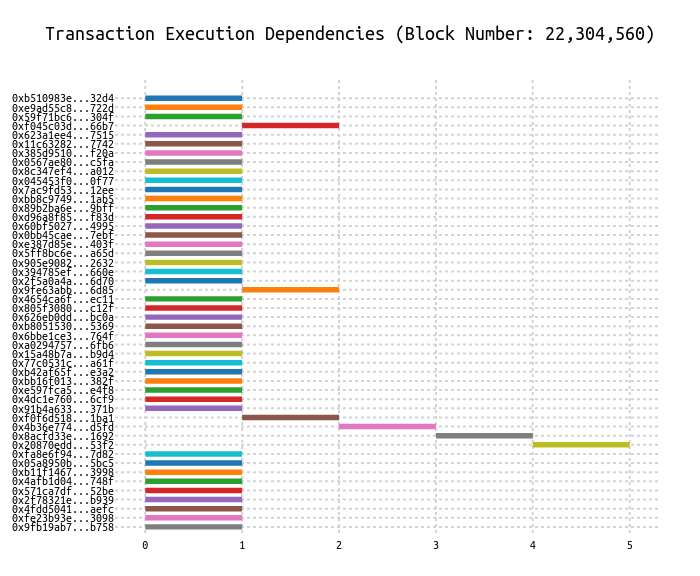 Transaction Execution Dependencies (Block Number: 22,304,560)
0xb510983e...32d4
0xe9ad55c8...722d
0x59f71bc6...304f
0xf045c03d...66b7
0x623a1ee4...7515
0x11c63282...7742
0x385d9510...f20a
0x0567ae80...c5fa
0x8c347ef4...a012
0x045453f0...0f77
0x7ac9fd53...12ee
0xbb8c9749...1ab5
0x89b2ba6e...9bff
0xd96a8f85...f83d
0x60bf5027...4995
0x0bb45cae...7ebf
0xe387d85e...403f
0x5ff8bc6e...a65d
0x905e9082...2632
0x394785ef...660e
0x2f5a0a4a...6d70
0x9fe63abb...6d85
0x4654ca6f...ec11
0x805f3080...c12f
0x626eb0dd...bc0a
0xb8051530...5369
0x6bbe1ce3...764f
0xa0294757...6fb6
0x15a48b7a...b9d4
0x77c0531c...a61f
0xb42af65f...e3a2
0xbb16f013...382f
0xe597fca5...e4f8
0x4dc1e760...6cf9
0x91b4a633...371b
0xf0f6d518...1ba1
0x4b36e774...d5fd
0x8acfd33e...1692
0x20870edd...53f2
0xfa8e6f94...7d82
0x05a8950b...5bc5
0xb11f1467...3998
0x4afb1d04...748f
0x571ca7df...52be
0x2f78321e...b939
0x4fdd5041...aefc
0xfe23b93e...3098
0x9fb19ab7...b758
0 1 2 3 4 5